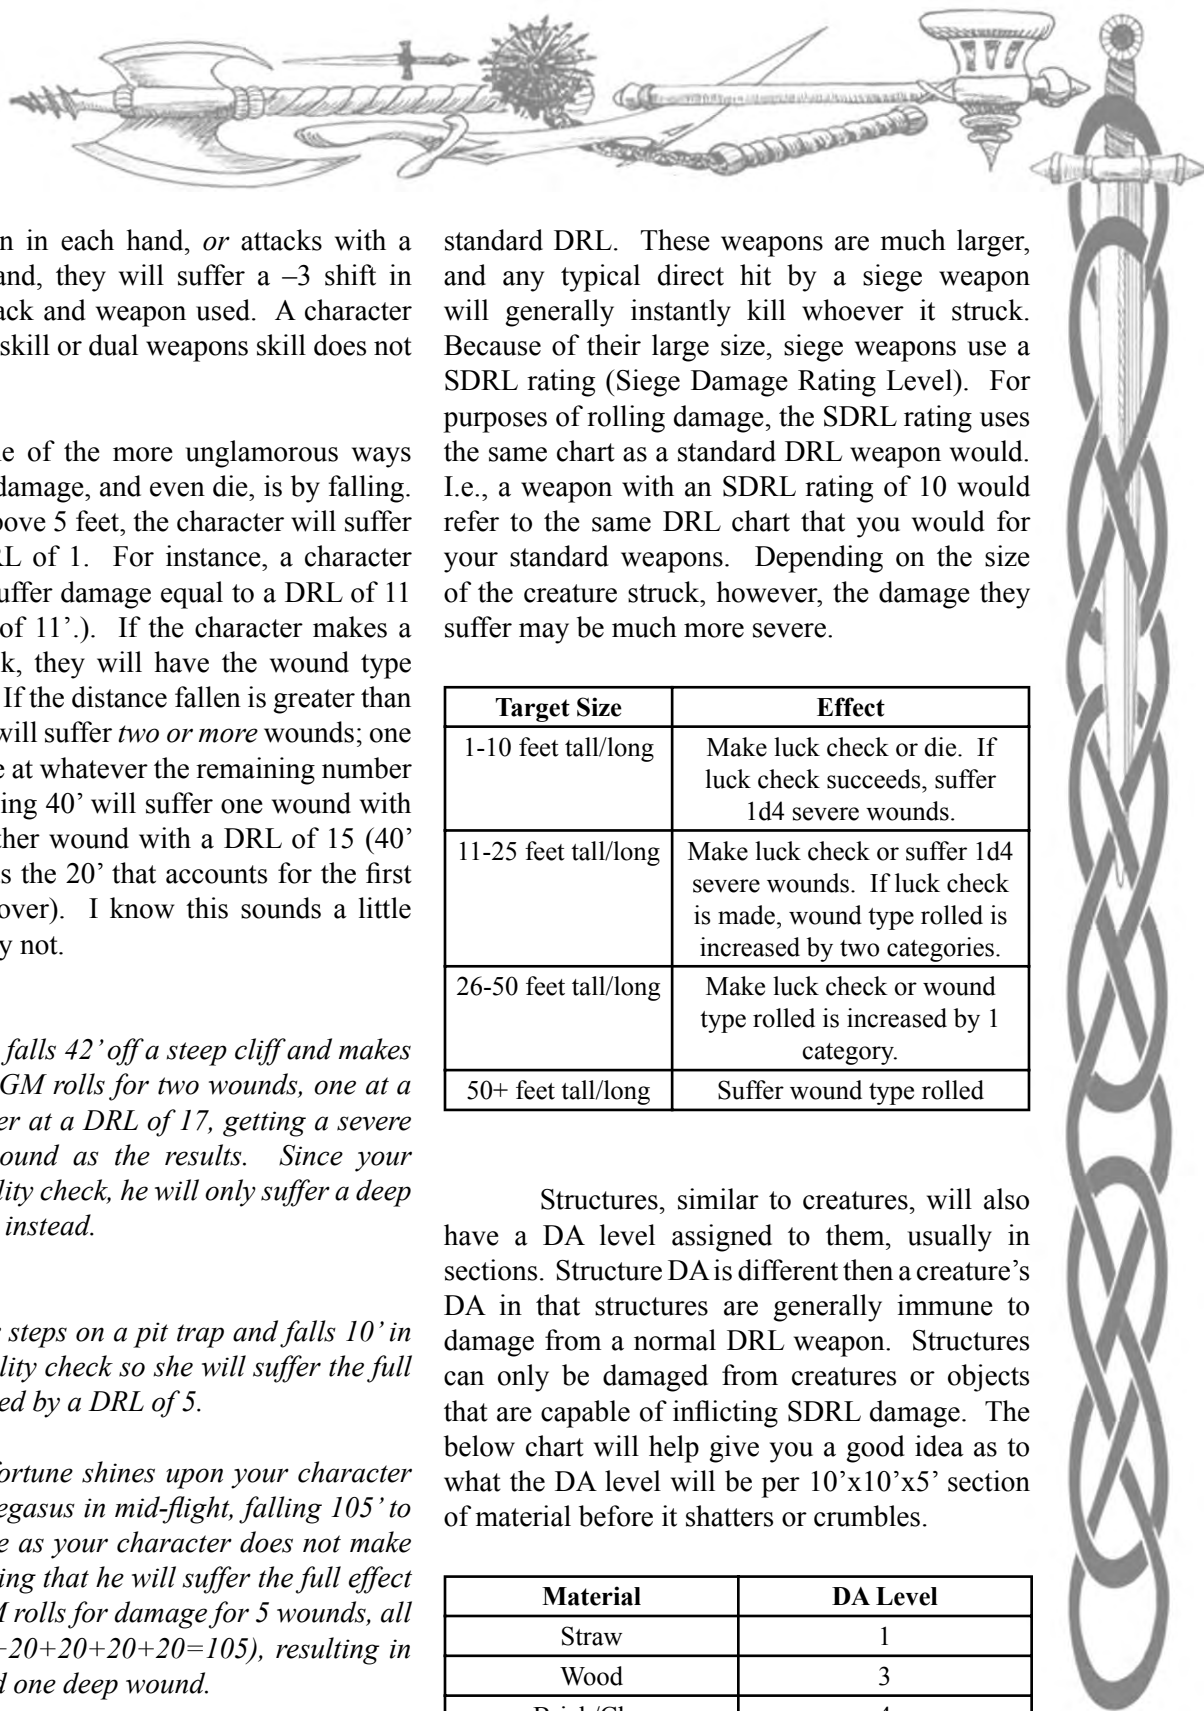 n in each hand, or attacks with a
and, they will suffer a –3 shift in
ack and weapon used. A character
skill or dual weapons skill does not
e of the more unglamorous ways
damage, and even die, is by falling.
bove 5 feet, the character will suffer
RL of 1. For instance, a character
uffer damage equal to a DRL of 11
of 11’.). If the character makes a
k, they will have the wound type
If the distance fallen is greater than
will suffer two or more wounds; one
e at whatever the remaining number
ing 40’ will suffer one wound with
ther wound with a DRL of 15 (40’
s the 20’ that accounts for the first
over). I know this sounds a little
y not.
falls 42’ off a steep cliff and makes
GM rolls for two wounds, one at a
er at a DRL of 17, getting a severe
ound as the results. Since your
lity check, he will only suffer a deep
instead.
steps on a pit trap and falls 10’ in
lity check so she will suffer the full
ed by a DRL of 5.
fortune shines upon your character
egasus in mid-flight, falling 105’ to
e as your character does not make
ing that he will suffer the full effect
M rolls for damage for 5 wounds, all
+20+20+20+20=105), resulting in
d one deep wound.
standard DRL. These weapons are much larger,
and any typical direct hit by a siege weapon
will generally instantly kill whoever it struck.
Because of their large size, siege weapons use a
SDRL rating (Siege Damage Rating Level). For
purposes of rolling damage, the SDRL rating uses
the same chart as a standard DRL weapon would.
I.e., a weapon with an SDRL rating of 10 would
refer to the same DRL chart that you would for
your standard weapons. Depending on the size
of the creature struck, however, the damage they
suffer may be much more severe.
Target Size Effect
1-10 feet tall/long Make luck check or die. If
luck check succeeds, suffer
1d4 severe wounds.
11-25 feet tall/long Make luck check or suffer 1d4
severe wounds. If luck check
is made, wound type rolled is
increased by two categories.
26-50 feet tall/long Make luck check or wound
type rolled is increased by 1
category.
50+ feet tall/long Suffer wound type rolled
Structures, similar to creatures, will also
have a DA level assigned to them, usually in
sections. Structure DA is different then a creature’s
DA in that structures are generally immune to
damage from a normal DRL weapon. Structures
can only be damaged from creatures or objects
that are capable of inflicting SDRL damage. The
below chart will help give you a good idea as to
what the DA level will be per 10’x10’x5’ section
of material before it shatters or crumbles.
Material DA Level
Straw 1
Wood 3